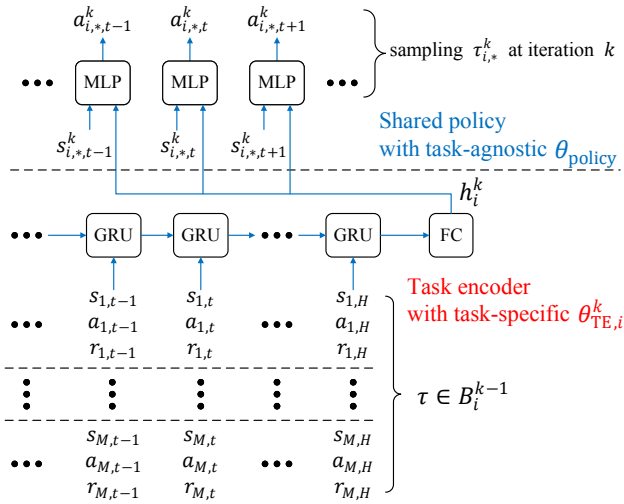 a^k_{i,*,t−1} a^k_{i,*,t} a^k_{i,*,t+1}
sampling τ^k_{i,*} at iteration k
••• MLP MLP MLP •••
s^k_{i,*,t−1} s^k_{i,*,t} s^k_{i,*,t+1}
Shared policy
with task-agnostic θ_policy
h^k_i
••• GRU GRU ••• GRU FC
s_{1,t−1} s_{1,t} s_{1,H}
••• a_{1,t−1} a_{1,t} ••• a_{1,H}
r_{1,t−1} r_{1,t} r_{1,H}
Task encoder
with task-specific θ^k_{TE,i}
τ ∈ B^{k−1}_i
s_{M,t−1} s_{M,t} s_{M,H}
••• a_{M,t−1} a_{M,t} ••• a_{M,H}
r_{M,t−1} r_{M,t} r_{M,H}